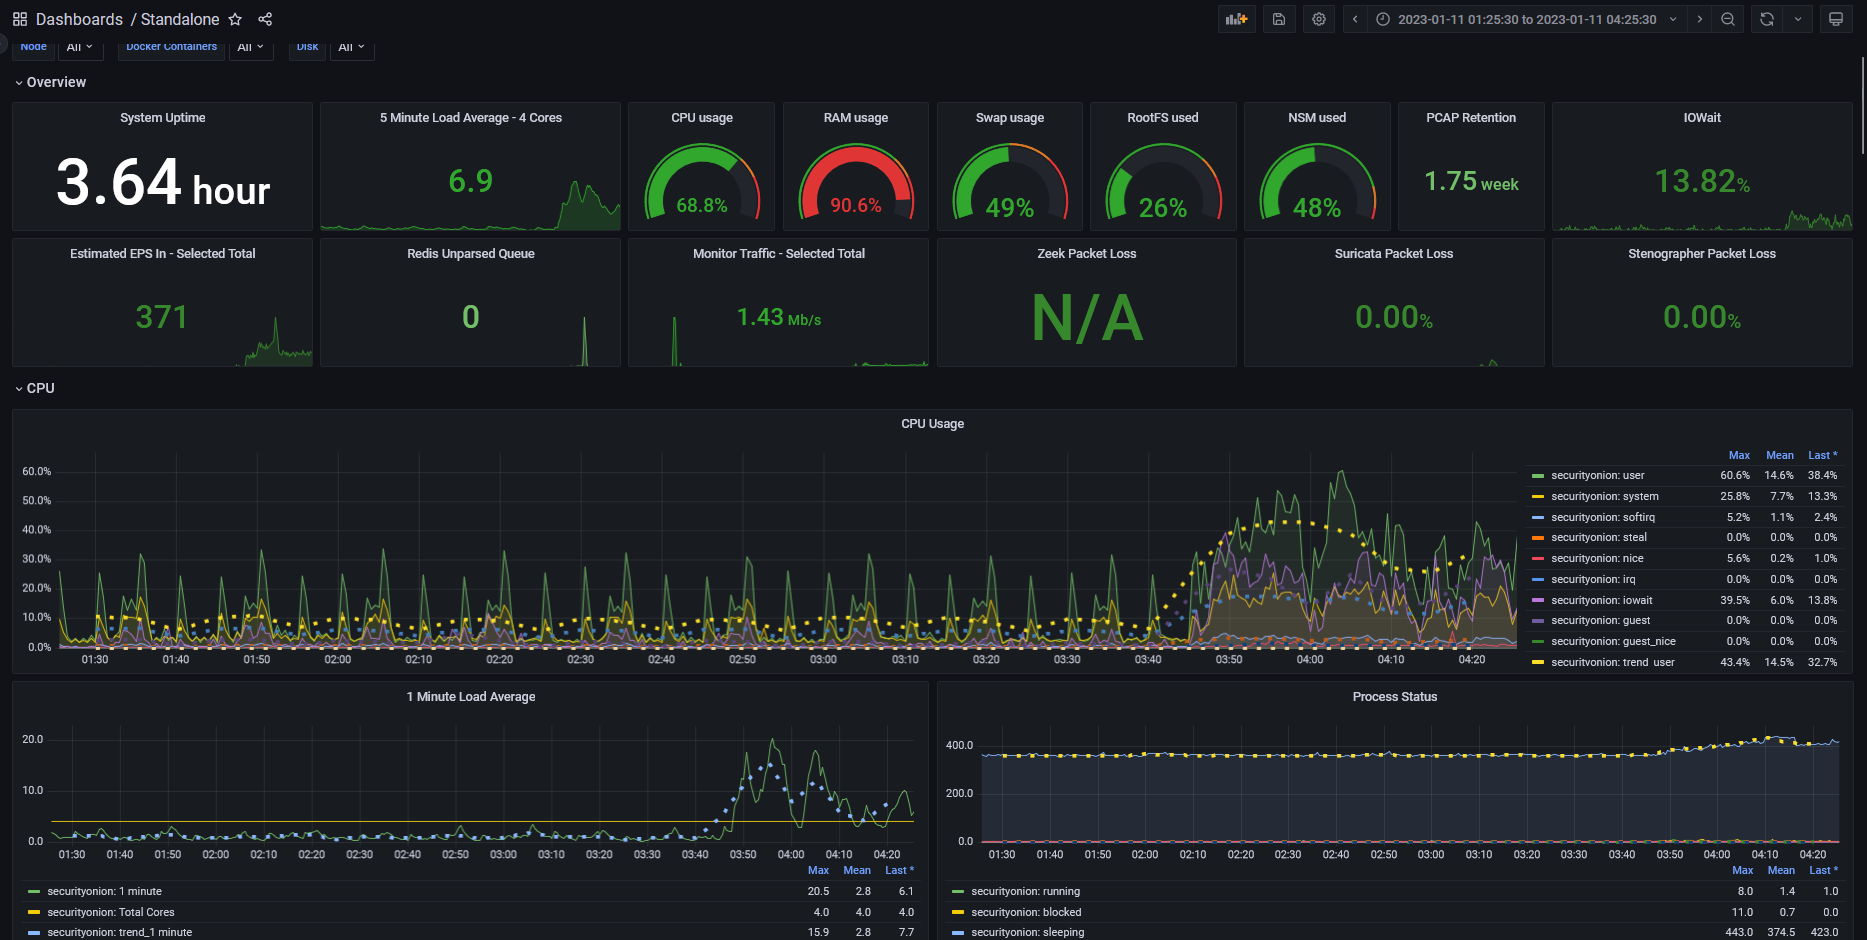 Dashboards / Standalone
2023-01-11 01:25:30 to 2023-01-11 04:25:30
Node All Docker Containers All Disk All
Overview
System Uptime
3.64 hour
5 Minute Load Average - 4 Cores
6.9
CPU usage
68.8%
RAM usage
90.6%
Swap usage
49%
RootFS used
26%
NSM used
48%
PCAP Retention
1.75 week
IOWait
13.82%
Estimated EPS In - Selected Total
371
Redis Unparsed Queue
0
Monitor Traffic - Selected Total
1.43 Mb/s
Zeek Packet Loss
N/A
Suricata Packet Loss
0.00%
Stenographer Packet Loss
0.00%
CPU
CPU Usage
60.0%
50.0%
40.0%
30.0%
20.0%
10.0%
0.0%
01:30 01:40 01:50 02:00 02:10 02:20 02:30 02:40 02:50 03:00 03:10 03:20 03:30 03:40 03:50 04:00 04:10 04:20
Max Mean Last *
securityonion: user 60.6% 14.6% 38.4%
securityonion: system 25.8% 7.7% 13.3%
securityonion: softirq 5.2% 1.1% 2.4%
securityonion: steal 0.0% 0.0% 0.0%
securityonion: nice 5.6% 0.2% 1.0%
securityonion: irq 0.0% 0.0% 0.0%
securityonion: iowait 39.5% 6.0% 13.8%
securityonion: guest 0.0% 0.0% 0.0%
securityonion: guest_nice 0.0% 0.0% 0.0%
securityonion: trend_user 43.4% 14.5% 32.7%
1 Minute Load Average
20.0
10.0
0.0
01:30 01:40 01:50 02:00 02:10 02:20 02:30 02:40 02:50 03:00 03:10 03:20 03:30 03:40 03:50 04:00 04:10 04:20
Max Mean Last *
securityonion: 1 minute 20.5 2.8 6.1
securityonion: Total Cores 4.0 4.0 4.0
securityonion: trend_1 minute 15.9 2.8 7.7
Process Status
400.0
200.0
0.0
01:30 01:40 01:50 02:00 02:10 02:20 02:30 02:40 02:50 03:00 03:10 03:20 03:30 03:40 03:50 04:00 04:10 04:20
Max Mean Last *
securityonion: running 8.0 1.4 1.0
securityonion: blocked 11.0 0.7 0.0
securityonion: sleeping 443.0 374.5 423.0